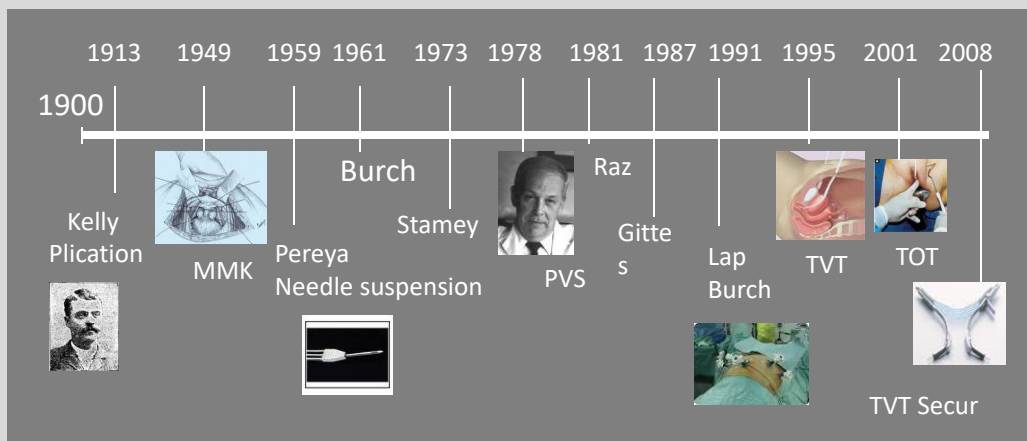 1913
1949
1959
1961
1973
1978
1981
1987
1991
1995
2001
2008
1900
Kelly
Plication
MMK
Pereya
Needle suspension
Burch
Stamey
PVS
Raz
Gitte
s
Lap
Burch
TVT
TOT
TVT Secur